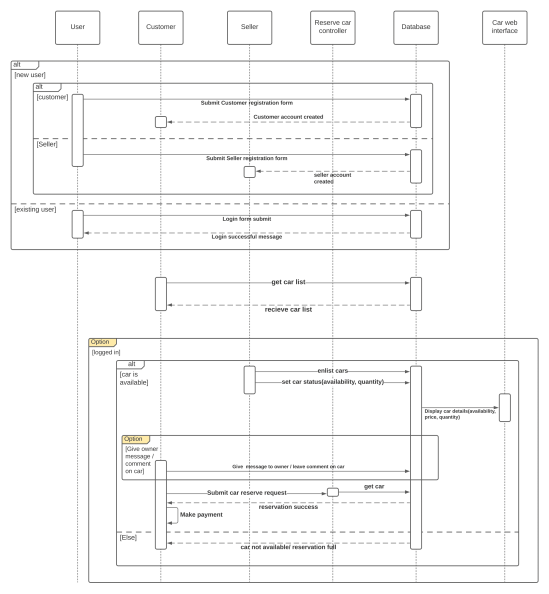 User
Customer
Seller
Reserve car
controller
Database
Car web
interface
alt
[new user]
alt
[customer]
Submit Customer registration form
Customer account created
[Seller]
Submit Seller registration form
seller account
created
[existing user]
Login form submit
Login successful message
get car list
recieve car list
Option
[logged in]
alt
[car is
available]
enlist cars
set car status(availability, quantity)
Display car details(availability,
price, quantity)
Option
[Give owner
message /
comment
on car]
Give message to owner / leave comment on car
get car
Submit car reserve request
reservation success
Make payment
[Else]
car not available/ reservation full